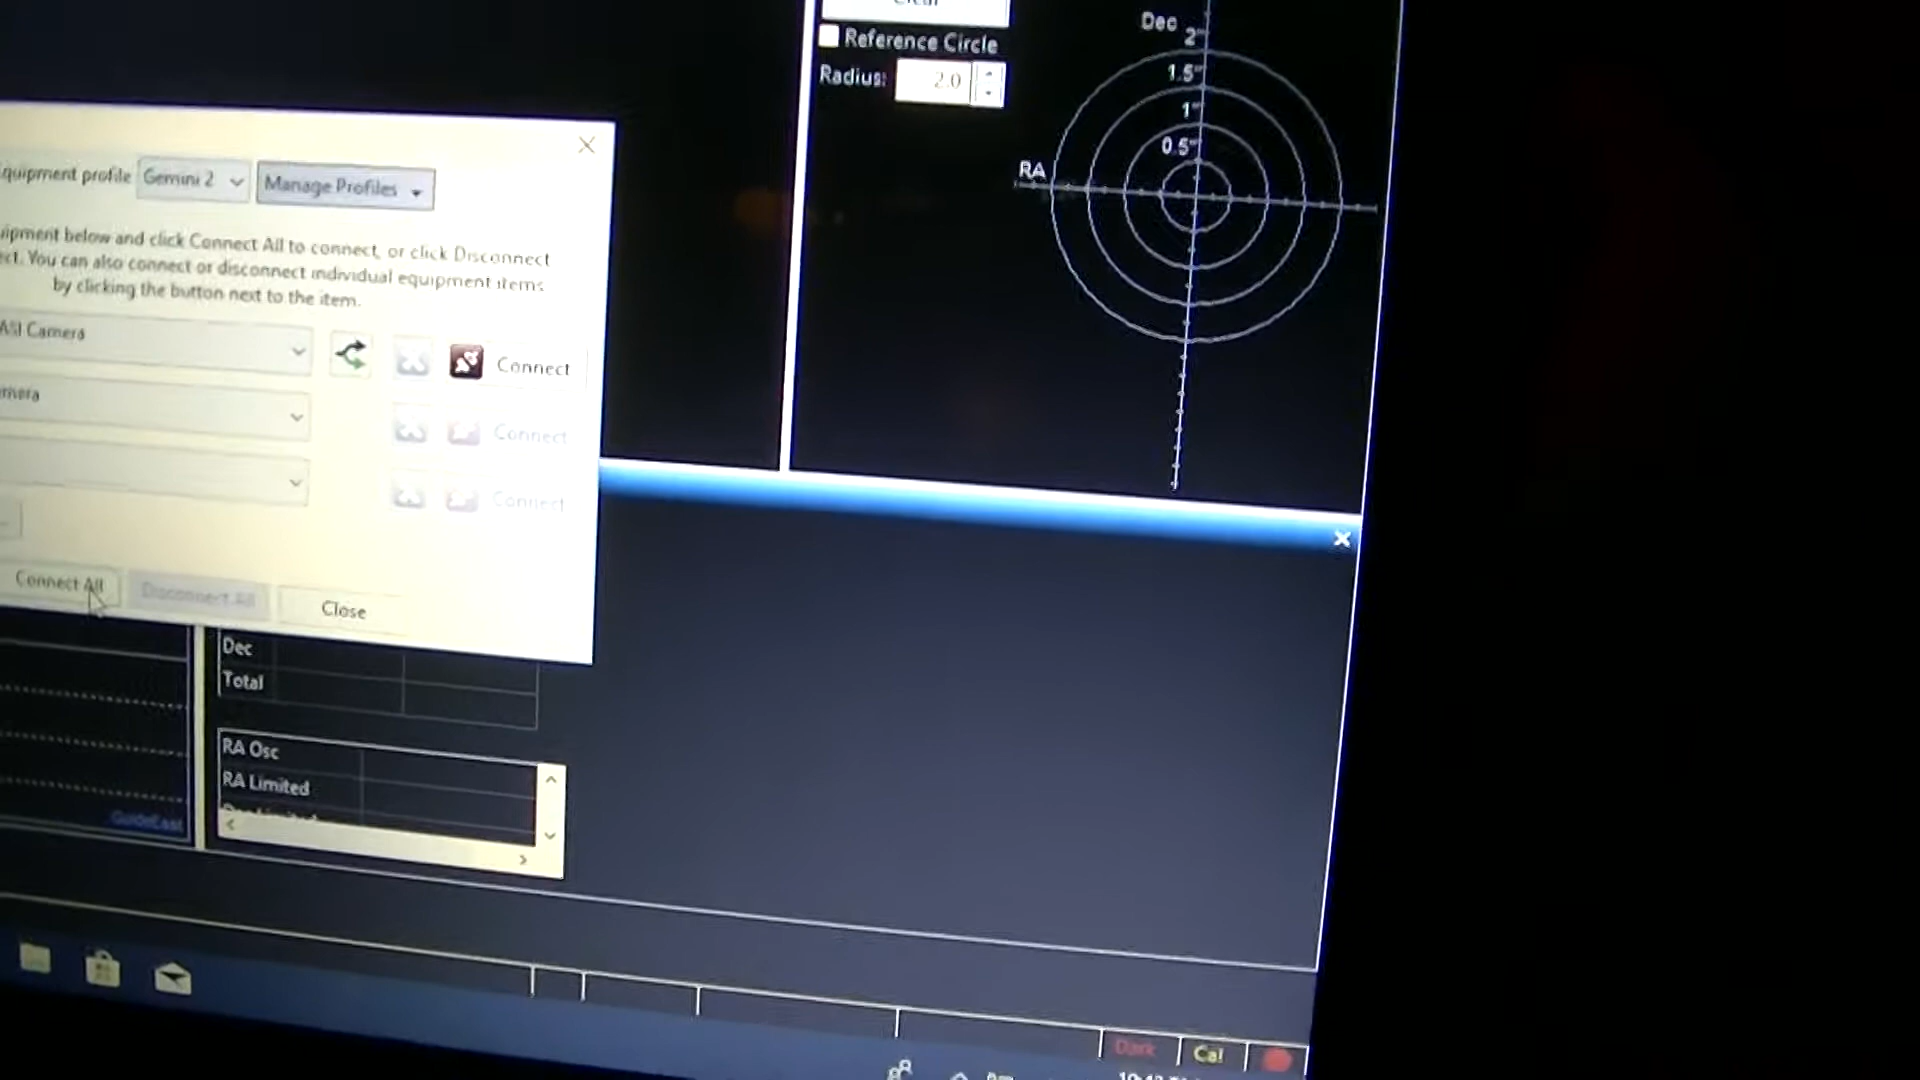 Reference Circle
Radius: 2.0
Dec
2"
1.5"
1"
0.5"
RA
quipment profile Gemini 2 Manage Profiles
uipment below and click Connect All to connect, or click Disconnect
ect. You can also connect or disconnect individual equipment items
by clicking the button next to the item.
ASI Camera
Connect
mera
Connect
Connect
Connect All Disconnect All Close
Dec
Total
RA Osc
RA Limited
GuideEast
Dark Cal